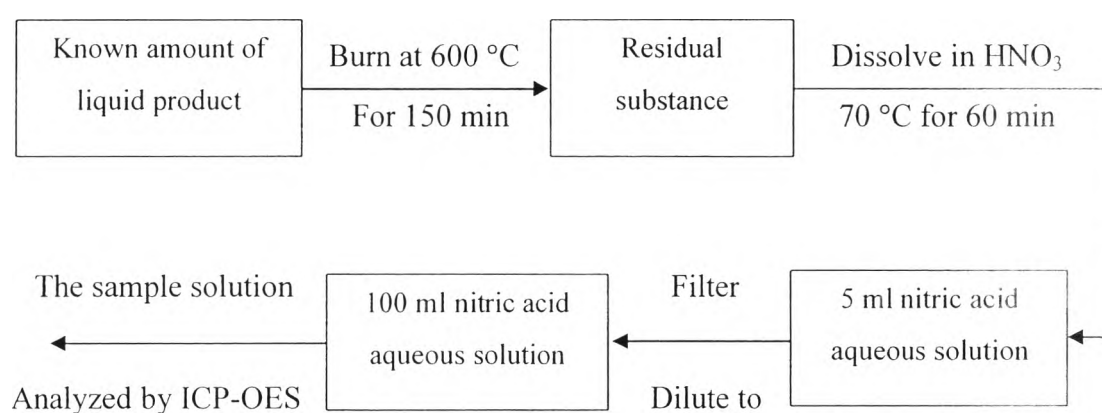 Known amount of
liquid product
Burn at 600 °C
For 150 min
Residual
substance
Dissolve in HNO₃
70 °C for 60 min
5 ml nitric acid
aqueous solution
Filter
Dilute to
100 ml nitric acid
aqueous solution
The sample solution
Analyzed by ICP-OES